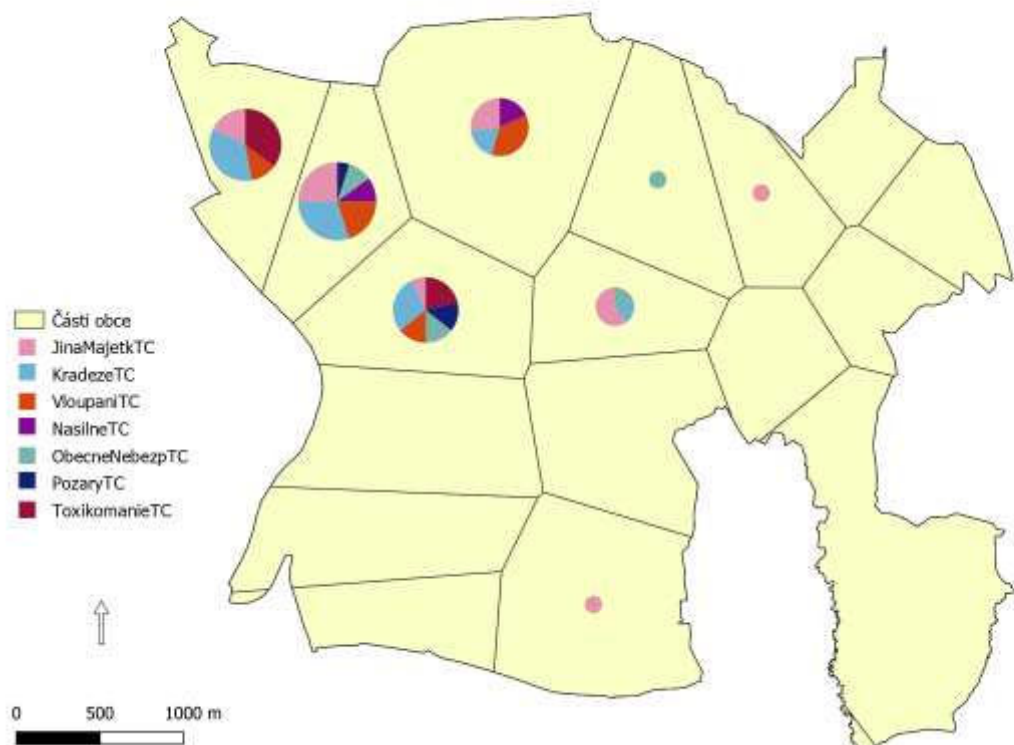 Části obce
JinaMajetkTC
KradezeTC
VloupaniTC
NasilneTC
ObecneNebezpTC
PozaryTC
ToxikomanieTC
0 500 1000 m